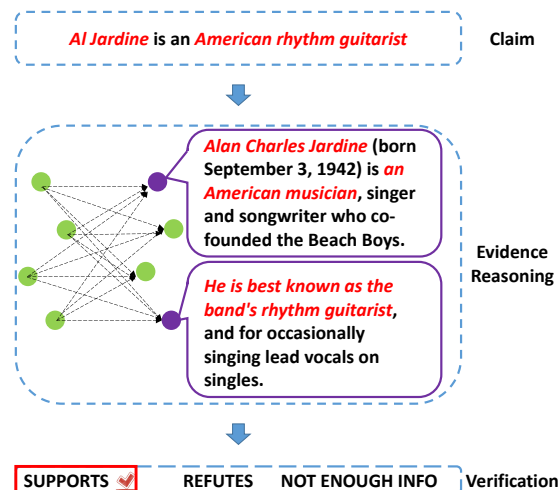 Al Jardine is an American rhythm guitarist
Claim
Alan Charles Jardine (born
September 3, 1942) is an
American musician, singer
and songwriter who co-
founded the Beach Boys.
Evidence
Reasoning
He is best known as the
band's rhythm guitarist,
and for occasionally
singing lead vocals on
singles.
SUPPORTS REFUTES NOT ENOUGH INFO Verification